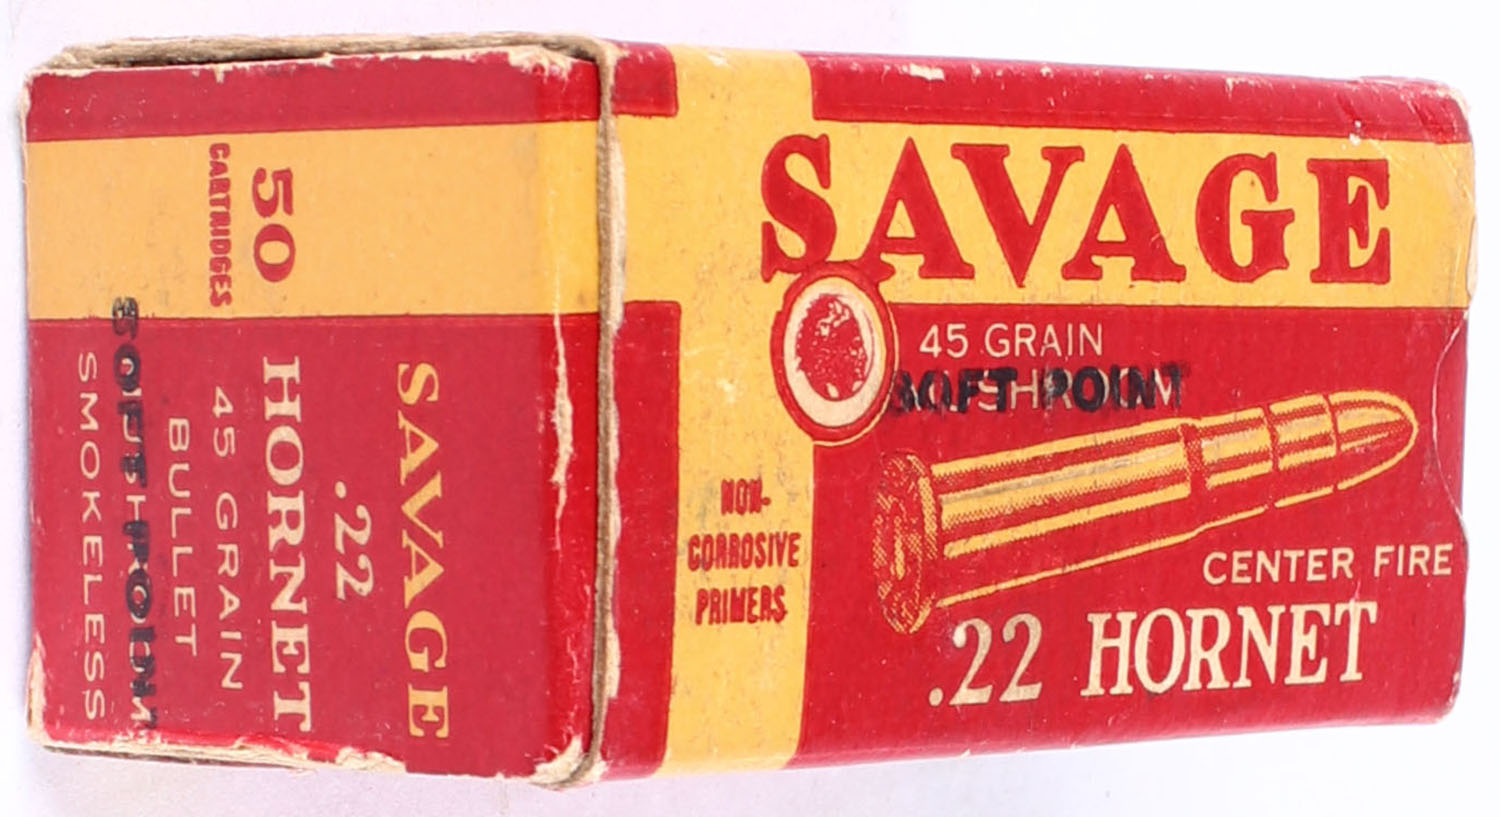 SAVAGE
45 GRAIN
SOFT POINT
CENTER FIRE
.22 HORNET
NON-
CORROSIVE
PRIMERS
50
CARTRIDGES
SAVAGE
.22
HORNET
45 GRAIN
BULLET
SOFT POINT
SMOKELESS